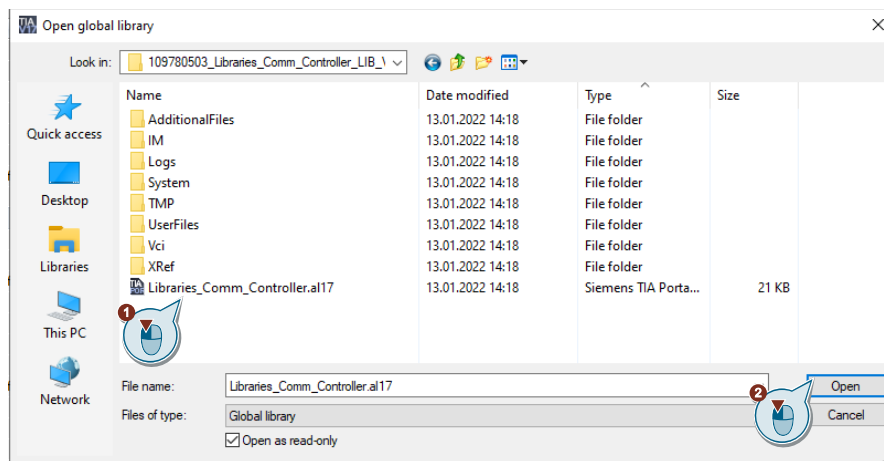 Open global library
Look in: 109780503_Libraries_Comm_Controller_LIB_
Name Date modified Type Size
Quick access
Desktop
Libraries
This PC
Network
AdditionalFiles 13.01.2022 14:18 File folder
IM 13.01.2022 14:18 File folder
Logs 13.01.2022 14:18 File folder
System 13.01.2022 14:18 File folder
TMP 13.01.2022 14:18 File folder
UserFiles 13.01.2022 14:18 File folder
Vci 13.01.2022 14:18 File folder
XRef 13.01.2022 14:18 File folder
Libraries_Comm_Controller.al17 13.01.2022 14:18 Siemens TIA Porta... 21 KB
1
File name: Libraries_Comm_Controller.al17 Open
2
Files of type: Global library Cancel
Open as read-only